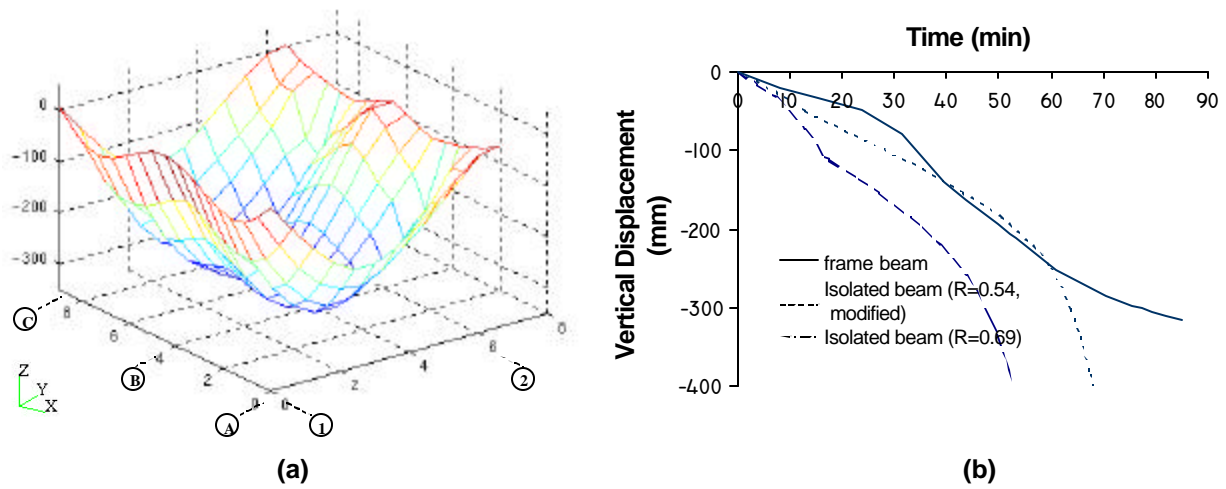 0
-100
-200
-300
8
6
4
2
0
0
2
4
6
8
C
B
A
1
2
Z
Y
X
(a)
Time (min)
0
0 10 20 30 40 50 60 70 80 90
-100
-200
-300
-400
Vertical Displacement
(mm)
frame beam
Isolated beam (R=0.54,
modified)
Isolated beam (R=0.69)
(b)